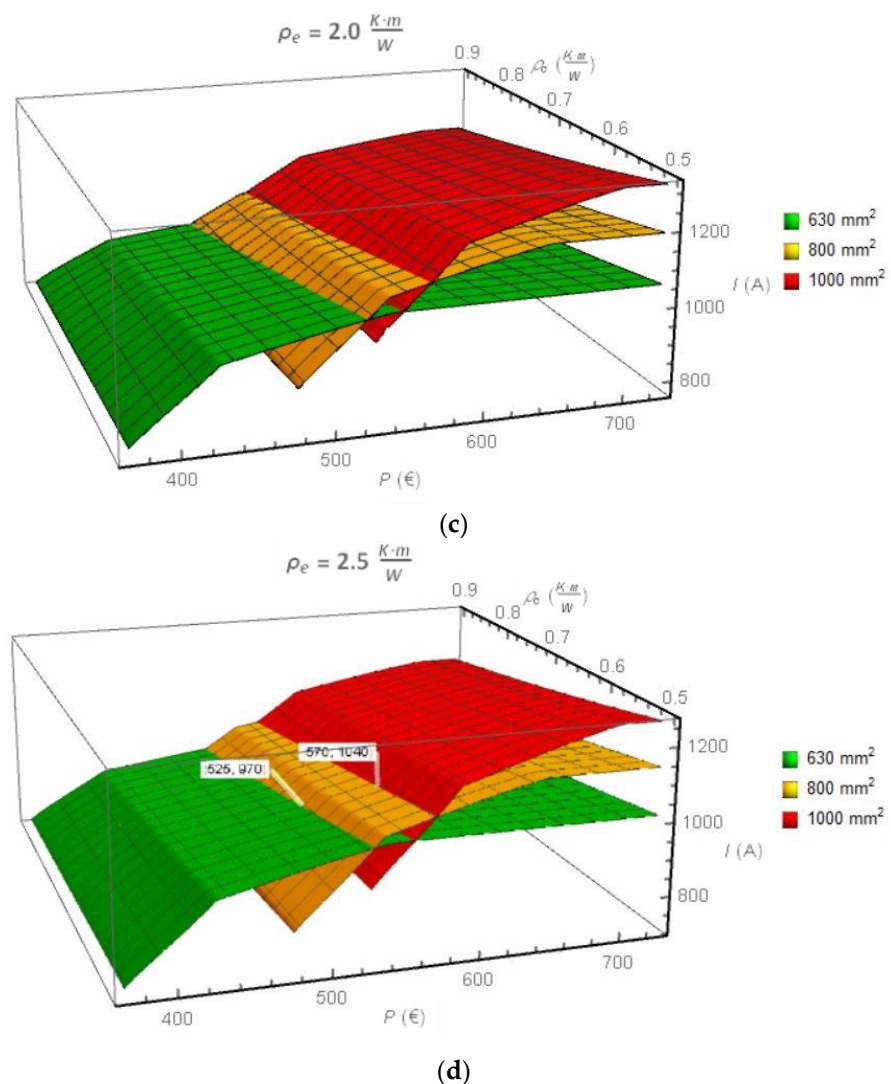 ρe = 2.0 K·m/W
0.9
0.8
ρc (K·m/W)
0.7
0.6
0.5
1200
1000
800
I (A)
400
500
600
700
P (€)
630 mm²
800 mm²
1000 mm²
(c)
ρe = 2.5 K·m/W
0.9
0.8
ρc (K·m/W)
0.7
0.6
0.5
570, 1040
525, 970
1200
1000
800
I (A)
400
500
600
700
P (€)
630 mm²
800 mm²
1000 mm²
(d)